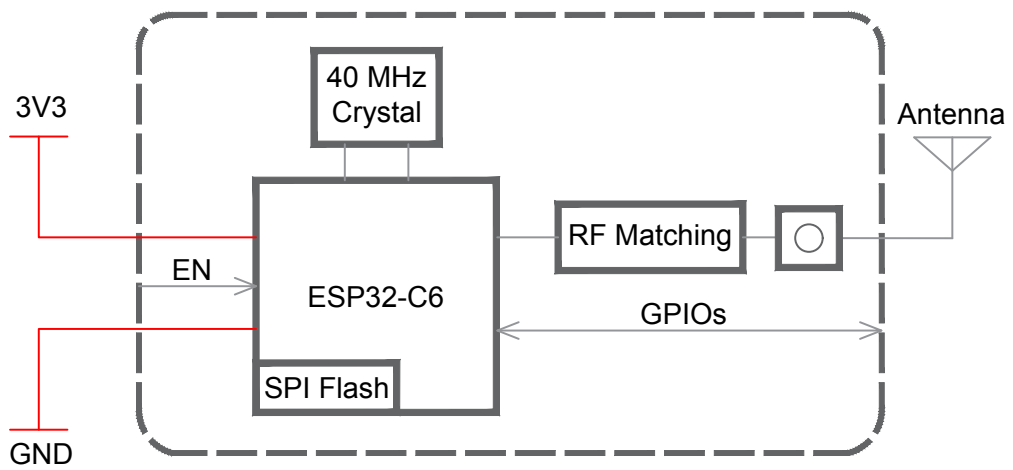 40 MHz
Crystal
3V3
Antenna
RF Matching
EN
ESP32-C6
GPIOs
SPI Flash
GND